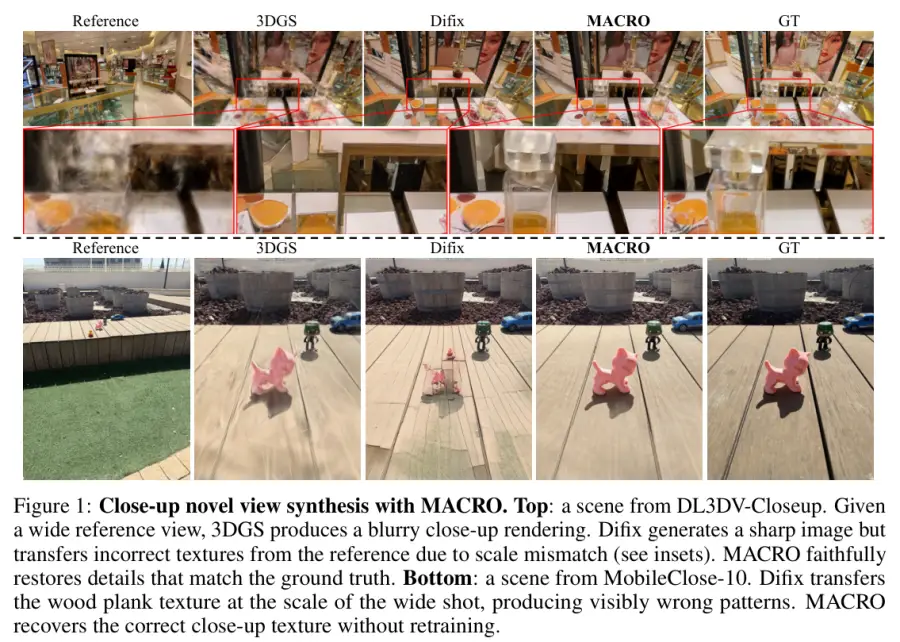 Reference 3DGS Difix MACRO GT
Reference 3DGS Difix MACRO GT
Figure 1: Close-up novel view synthesis with MACRO. Top: a scene from DL3DV-Closeup. Given
a wide reference view, 3DGS produces a blurry close-up rendering. Difix generates a sharp image but
transfers incorrect textures from the reference due to scale mismatch (see insets). MACRO faithfully
restores details that match the ground truth. Bottom: a scene from MobileClose-10. Difix transfers
the wood plank texture at the scale of the wide shot, producing visibly wrong patterns. MACRO
recovers the correct close-up texture without retraining.